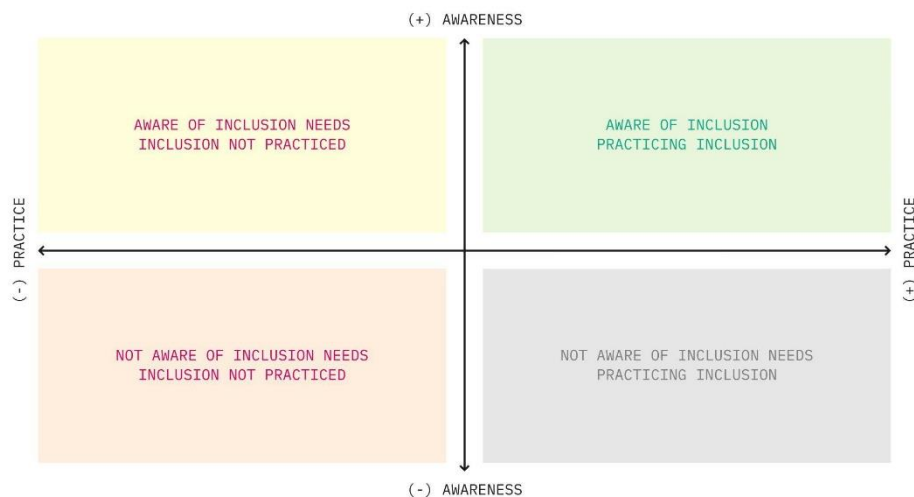 (+) AWARENESS
AWARE OF INCLUSION NEEDS
INCLUSION NOT PRACTICED
AWARE OF INCLUSION
PRACTICING INCLUSION
(-) PRACTICE
(+) PRACTICE
NOT AWARE OF INCLUSION NEEDS
INCLUSION NOT PRACTICED
NOT AWARE OF INCLUSION NEEDS
PRACTICING INCLUSION
(-) AWARENESS